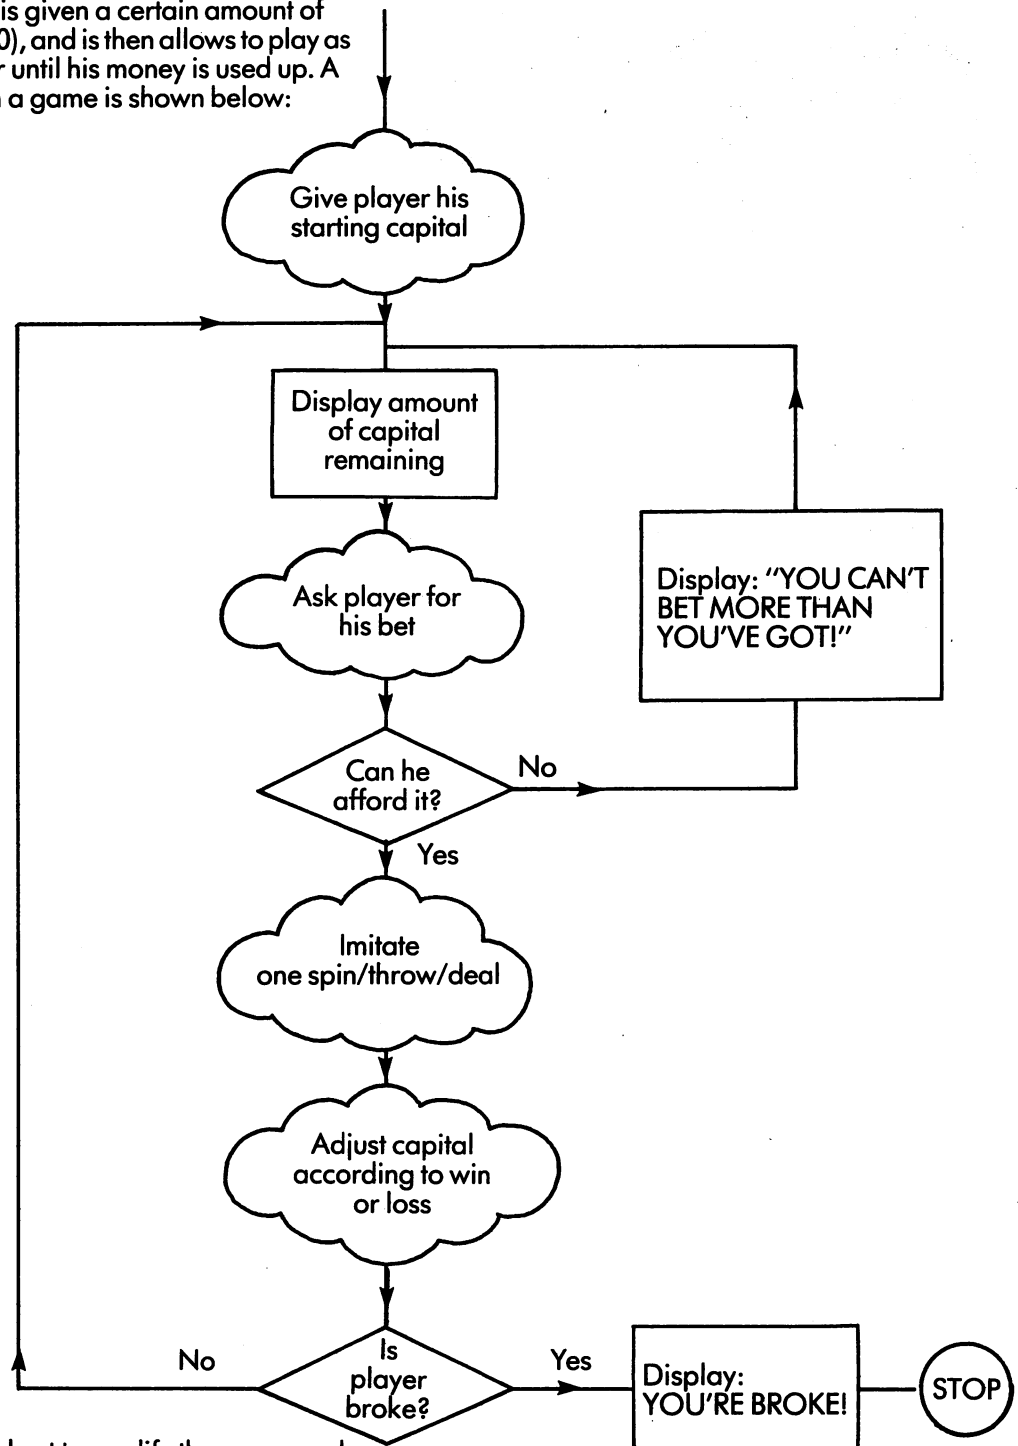 is given a certain amount of
0), and is then allows to play as
until his money is used up. A
a game is shown below:
Give player his
starting capital
Display amount
of capital
remaining
Ask player for
his bet
Display: "YOU CAN'T
BET MORE THAN
YOU'VE GOT!"
Can he
afford it?
No
Yes
Imitate
one spin/throw/deal
Adjust capital
according to win
or loss
Is
player
broke?
No
Yes
Display:
YOU'RE BROKE!
STOP